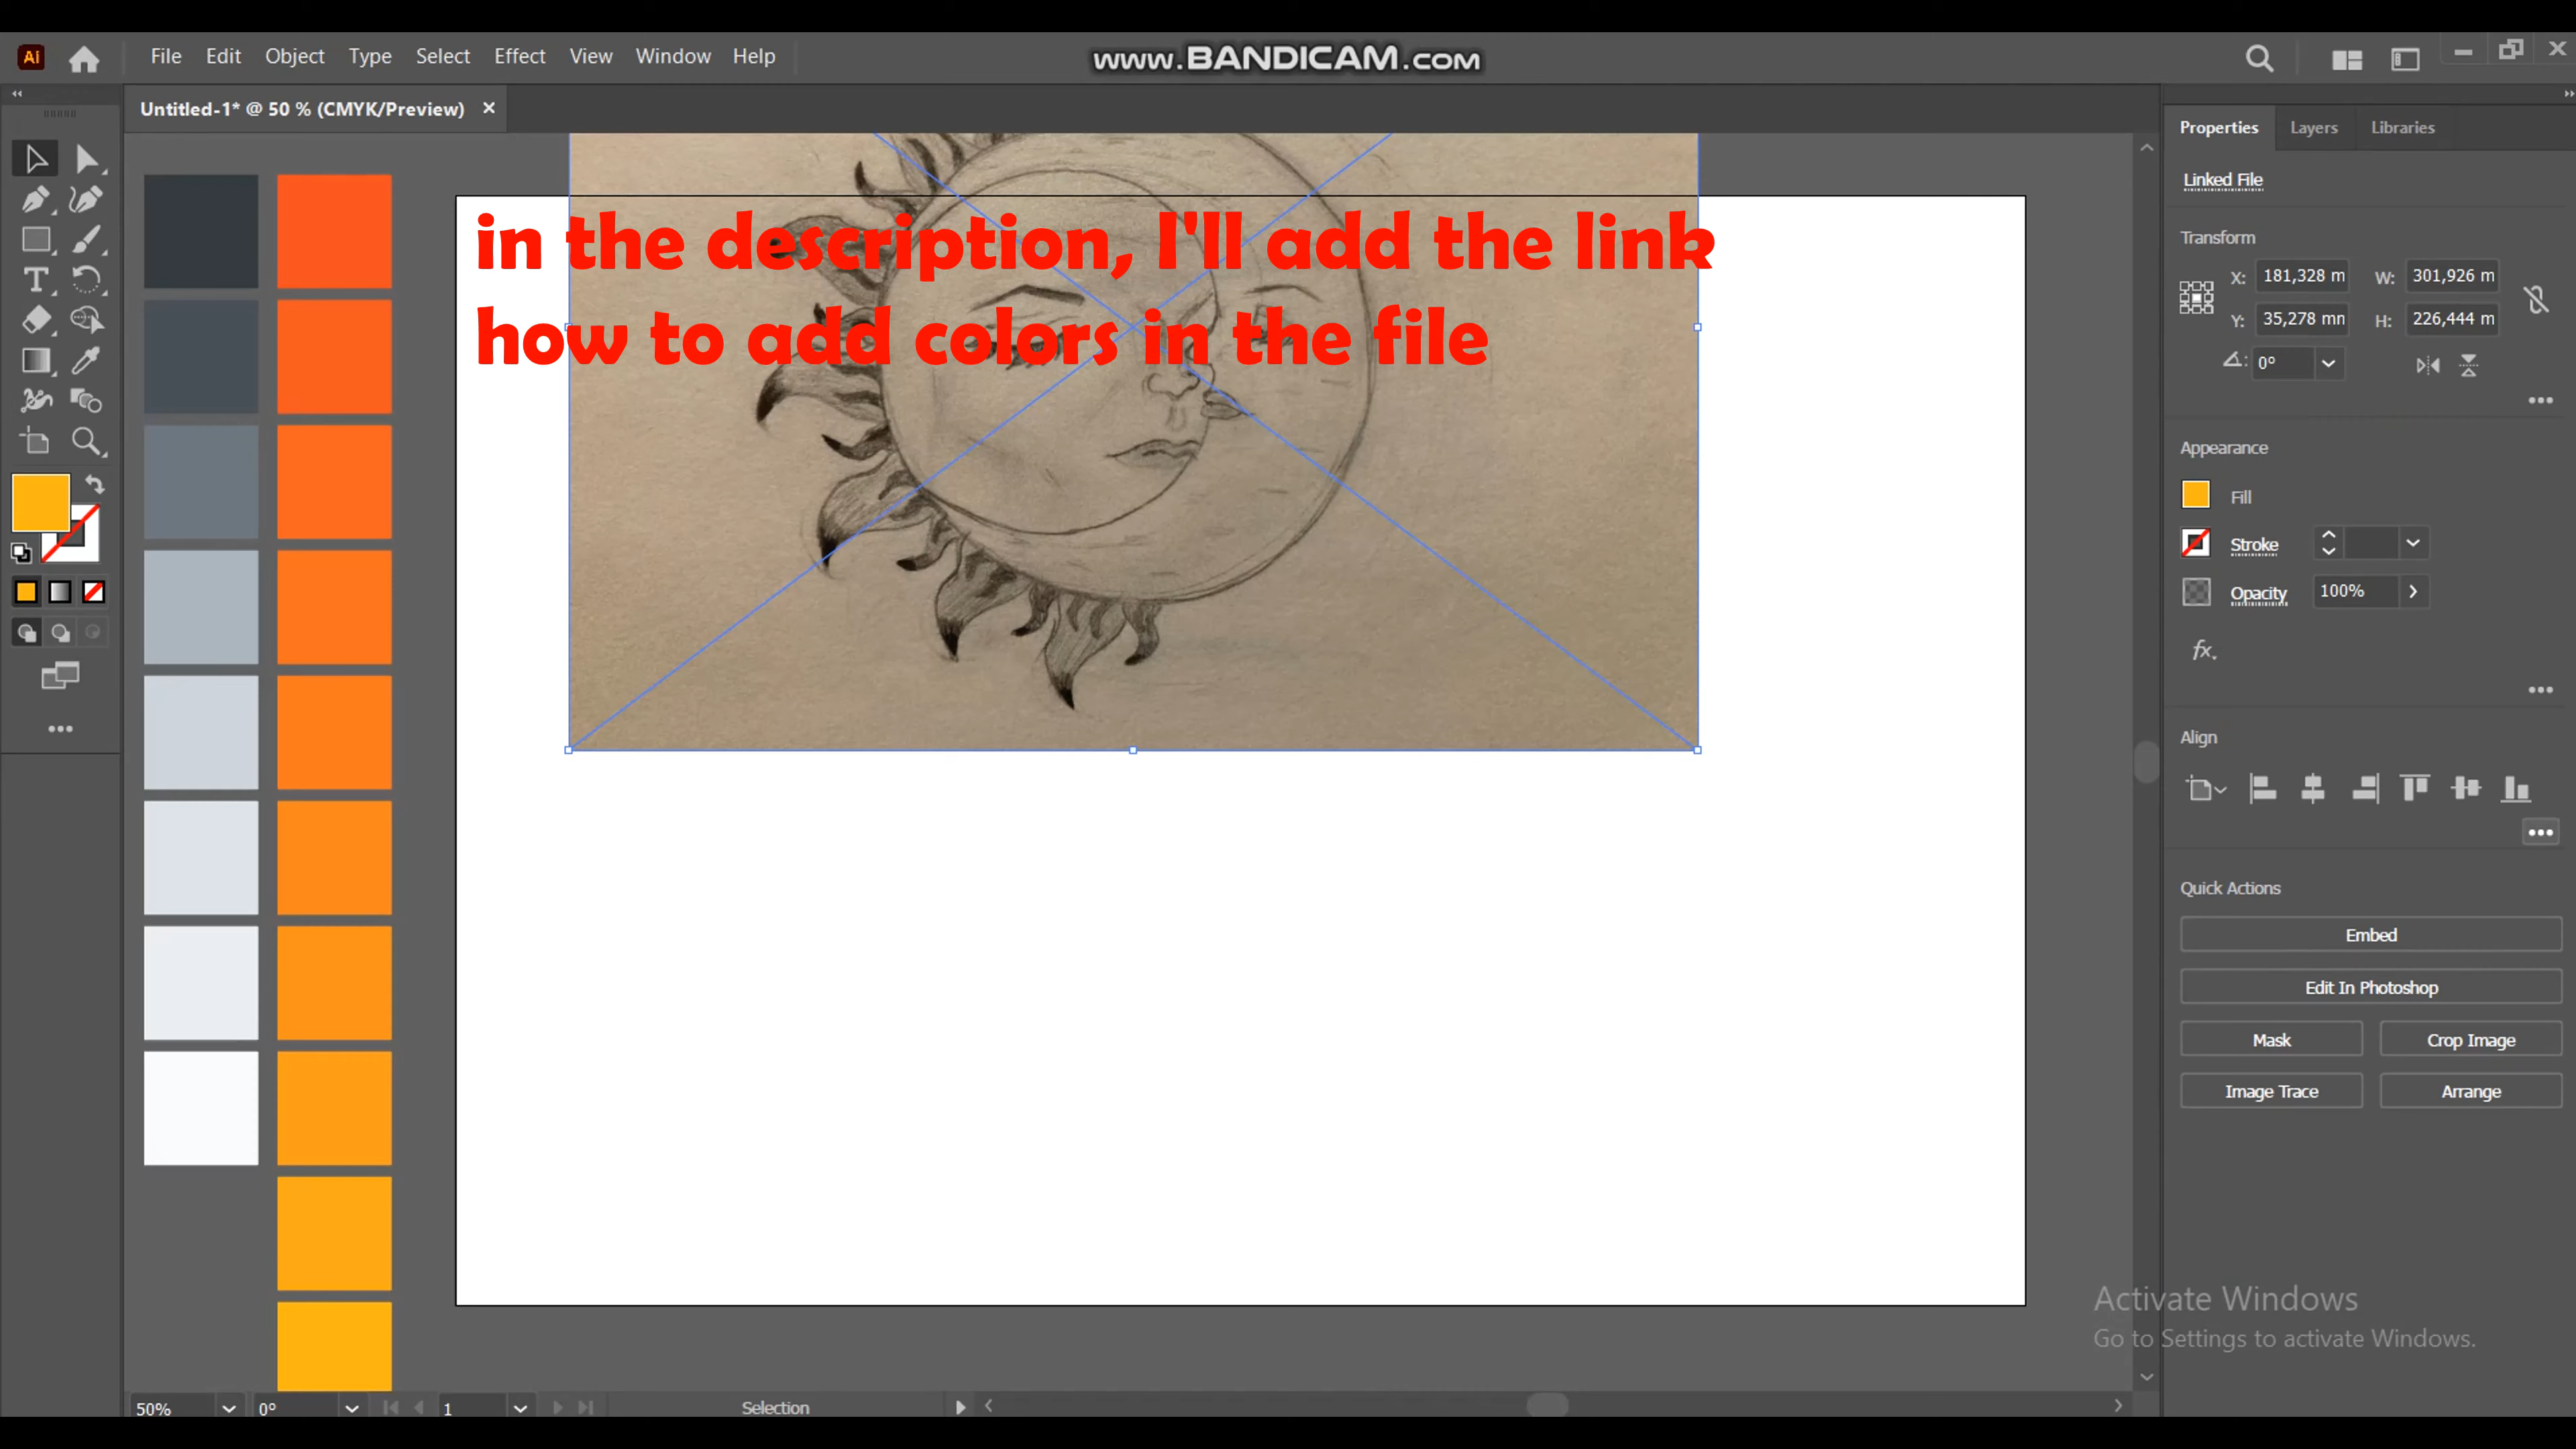 www.BANDICAM.com
Ai File Edit Object Type Select Effect View Window Help
Untitled-1* @ 50 % (CMYK/Preview) ×
in the description, I'll add the link
how to add colors in the file
Properties Layers Libraries
Linked File
Transform
X: 181,328 m W: 301,926 m
Y: 35,278 mn H: 226,444 m
0°
Appearance
Fill
Stroke
Opacity 100%
fx.
Align
Quick Actions
Embed
Edit In Photoshop
Mask Crop Image
Image Trace Arrange
Activate Windows
Go to Settings to activate Windows.
50% 0° 1 Selection